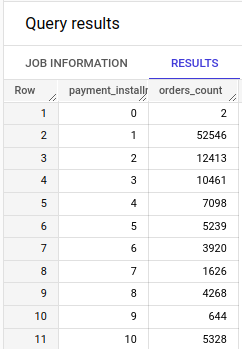 Query results
JOB INFORMATION RESULTS
Row payment_installr orders_count
1 0 2
2 1 52546
3 2 12413
4 3 10461
5 4 7098
6 5 5239
7 6 3920
8 7 1626
9 8 4268
10 9 644
11 10 5328